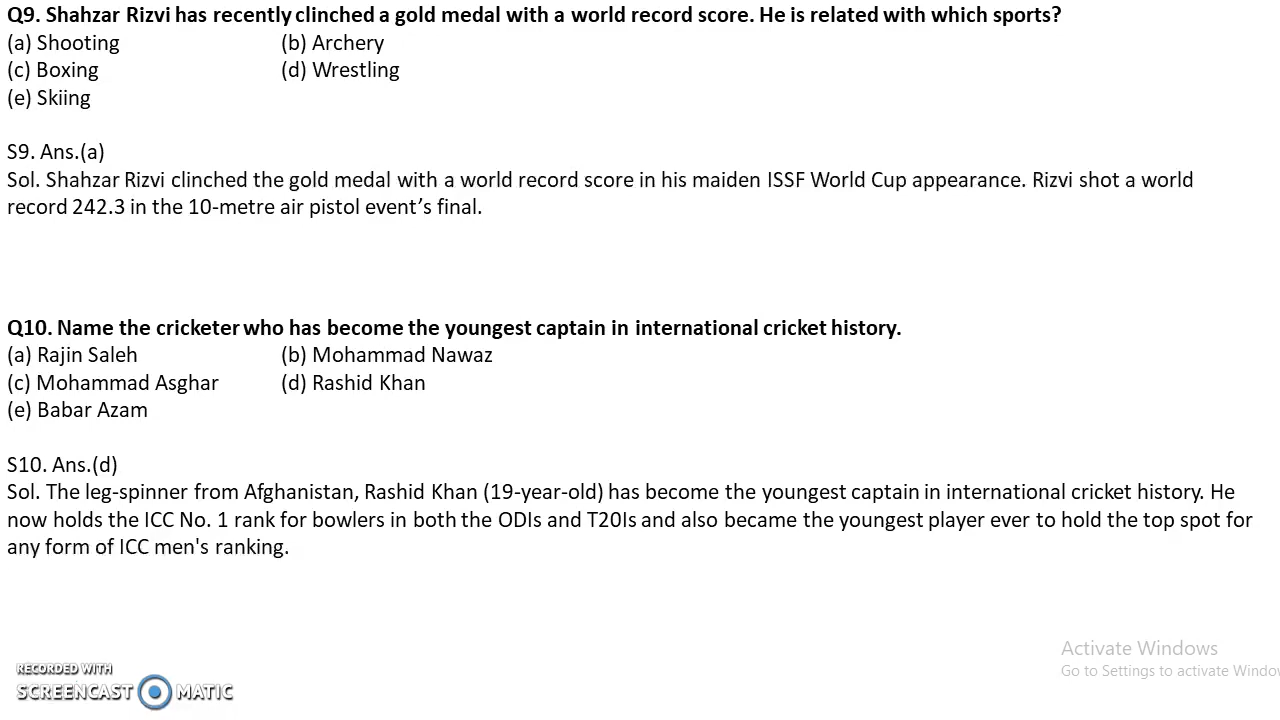 Q9. Shahzar Rizvi has recently clinched a gold medal with a world record score. He is related with which sports?
(a) Shooting (b) Archery
(c) Boxing (d) Wrestling
(e) Skiing
S9. Ans.(a)
Sol. Shahzar Rizvi clinched the gold medal with a world record score in his maiden ISSF World Cup appearance. Rizvi shot a world
record 242.3 in the 10-metre air pistol event’s final.
Q10. Name the cricketer who has become the youngest captain in international cricket history.
(a) Rajin Saleh (b) Mohammad Nawaz
(c) Mohammad Asghar (d) Rashid Khan
(e) Babar Azam
S10. Ans.(d)
Sol. The leg-spinner from Afghanistan, Rashid Khan (19-year-old) has become the youngest captain in international cricket history. He
now holds the ICC No. 1 rank for bowlers in both the ODIs and T20Is and also became the youngest player ever to hold the top spot for
any form of ICC men's ranking.
Activate Windows
Go to Settings to activate Window
RECORDED WITH
SCREENCAST MATIC